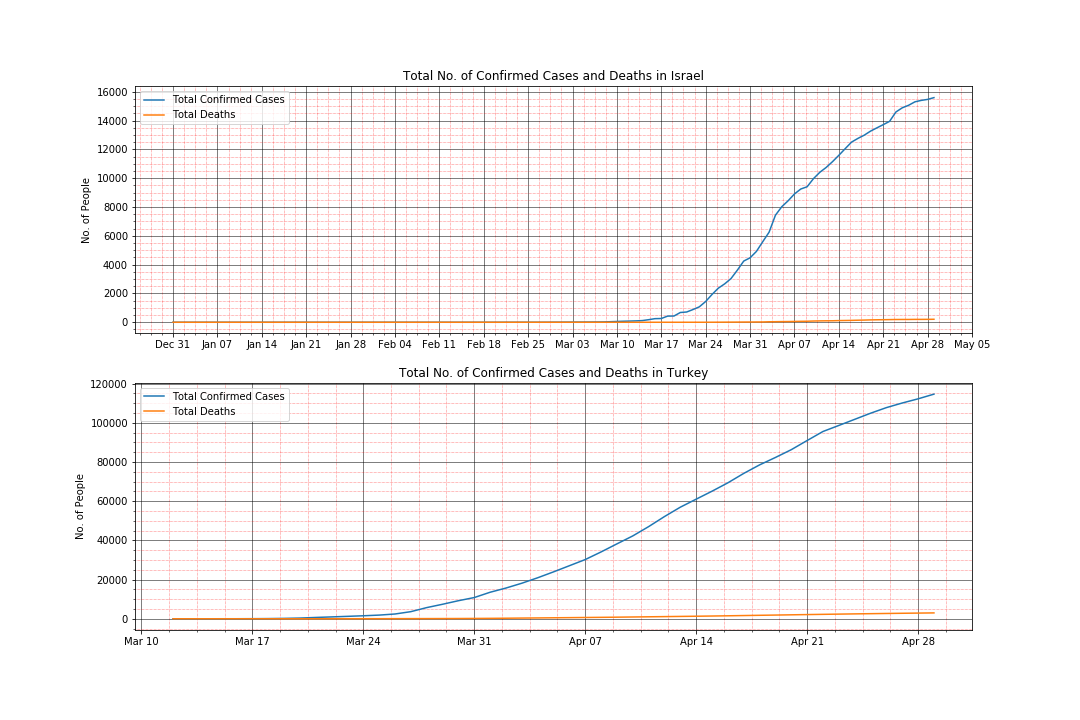 Total No. of Confirmed Cases and Deaths in Israel
16000
14000
12000
10000
8000
6000
4000
2000
0
No. of People
Total Confirmed Cases
Total Deaths
Dec 31 Jan 07 Jan 14 Jan 21 Jan 28 Feb 04 Feb 11 Feb 18 Feb 25 Mar 03 Mar 10 Mar 17 Mar 24 Mar 31 Apr 07 Apr 14 Apr 21 Apr 28 May 05
Total No. of Confirmed Cases and Deaths in Turkey
120000
100000
80000
60000
40000
20000
0
No. of People
Total Confirmed Cases
Total Deaths
Mar 10 Mar 17 Mar 24 Mar 31 Apr 07 Apr 14 Apr 21 Apr 28